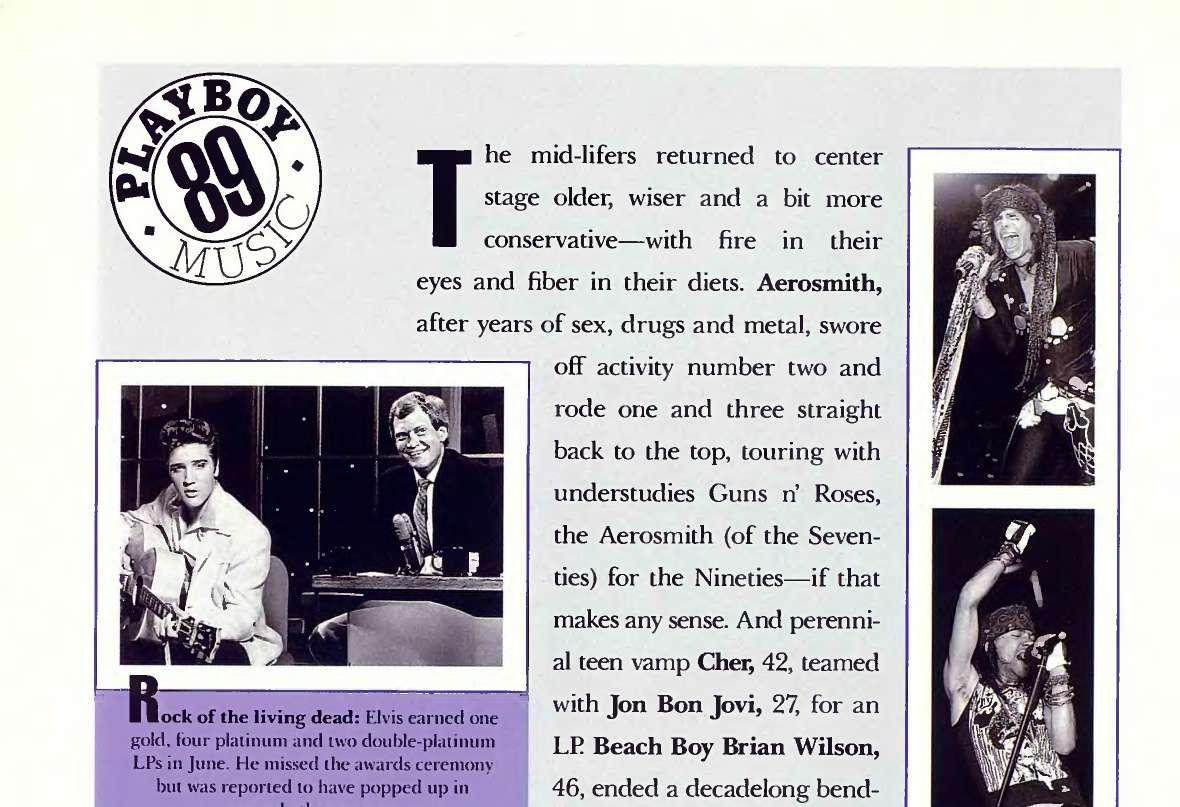 PLAYBOY
89
MUSIC
The mid-lifers returned to center
stage older, wiser and a bit more
conservative—with fire in their
eyes and fiber in their diets. Aerosmith,
after years of sex, drugs and metal, swore
off activity number two and
rode one and three straight
back to the top, touring with
understudies Guns n' Roses,
the Aerosmith (of the Seven-
ties) for the Nineties—if that
makes any sense. And perenni-
al teen vamp Cher, 42, teamed
with Jon Bon Jovi, 27, for an
LP. Beach Boy Brian Wilson,
46, ended a decadelong bend-
Rock of the living dead: Elvis earned one
gold, four platinum and two double-platinum
LPs in June. He missed the awards ceremony
but was reported to have popped up in